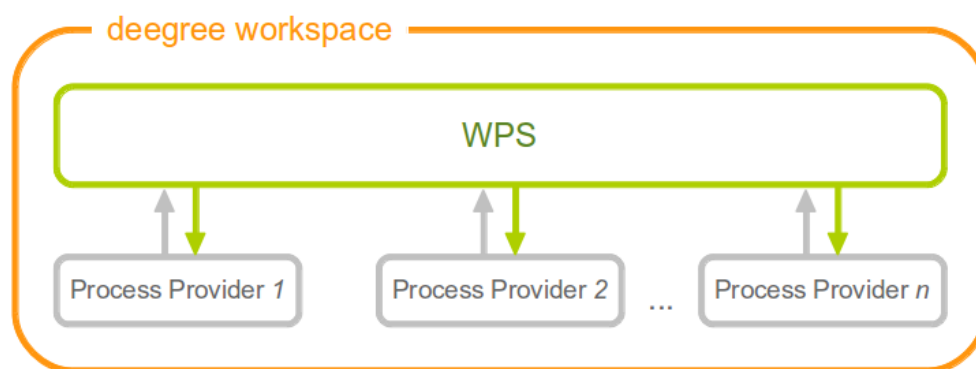 deegree workspace
WPS
Process Provider 1
Process Provider 2
...
Process Provider n